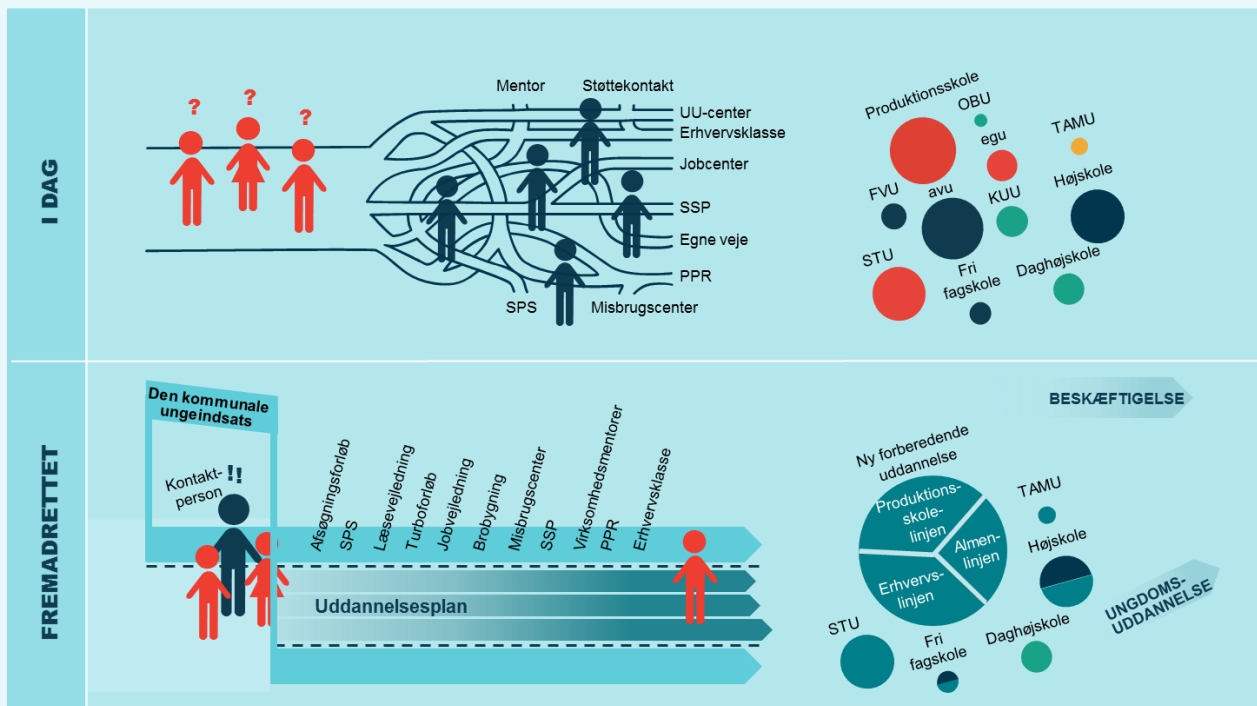 I DAG
?
?
?
Mentor
Støttekontakt
UU-center
Erhvervsklasse
Jobcenter
SSP
Egne veje
PPR
SPS
Misbrugscenter
Produktionsskole
OBU
egu
TAMU
FVU
avu
KUU
Højskole
STU
Fri
fagskole
Daghøjskole
FREMADRETTET
Den kommunale
ungeindsats
Kontakt-
person
!!
Afsøgningsforløb
SPS
Læsevejledning
Turboforløb
Jobvejledning
Brobygning
Misbrugscenter
SSP
Virksomhedsmentorer
PPR
Erhvervsklasse
Uddannelsesplan
BESKÆFTIGELSE
Ny forberedende
uddannelse
Produktions-
skole-
linjen
Almen-
linjen
Erhvervs-
linjen
TAMU
Højskole
STU
Fri
fagskole
Daghøjskole
UNGDOMS-
UDDANNELSE